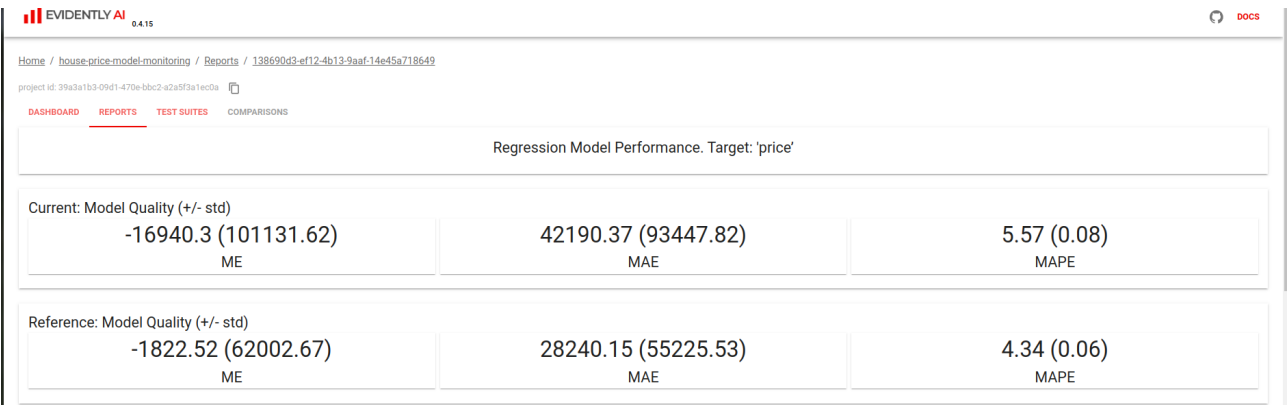 EVIDENTLY AI 0.4.15 DOCS
Home / house-price-model-monitoring / Reports / 138690d3-ef12-4b13-9aaf-14e45a718649
project id: 39a3a1b3-09d1-470e-bbc2-a2a5f3a1ec0a
DASHBOARD REPORTS TEST SUITES COMPARISONS
Regression Model Performance. Target: 'price'
Current: Model Quality (+/- std)
-16940.3 (101131.62) 42190.37 (93447.82) 5.57 (0.08)
ME MAE MAPE
Reference: Model Quality (+/- std)
-1822.52 (62002.67) 28240.15 (55225.53) 4.34 (0.06)
ME MAE MAPE